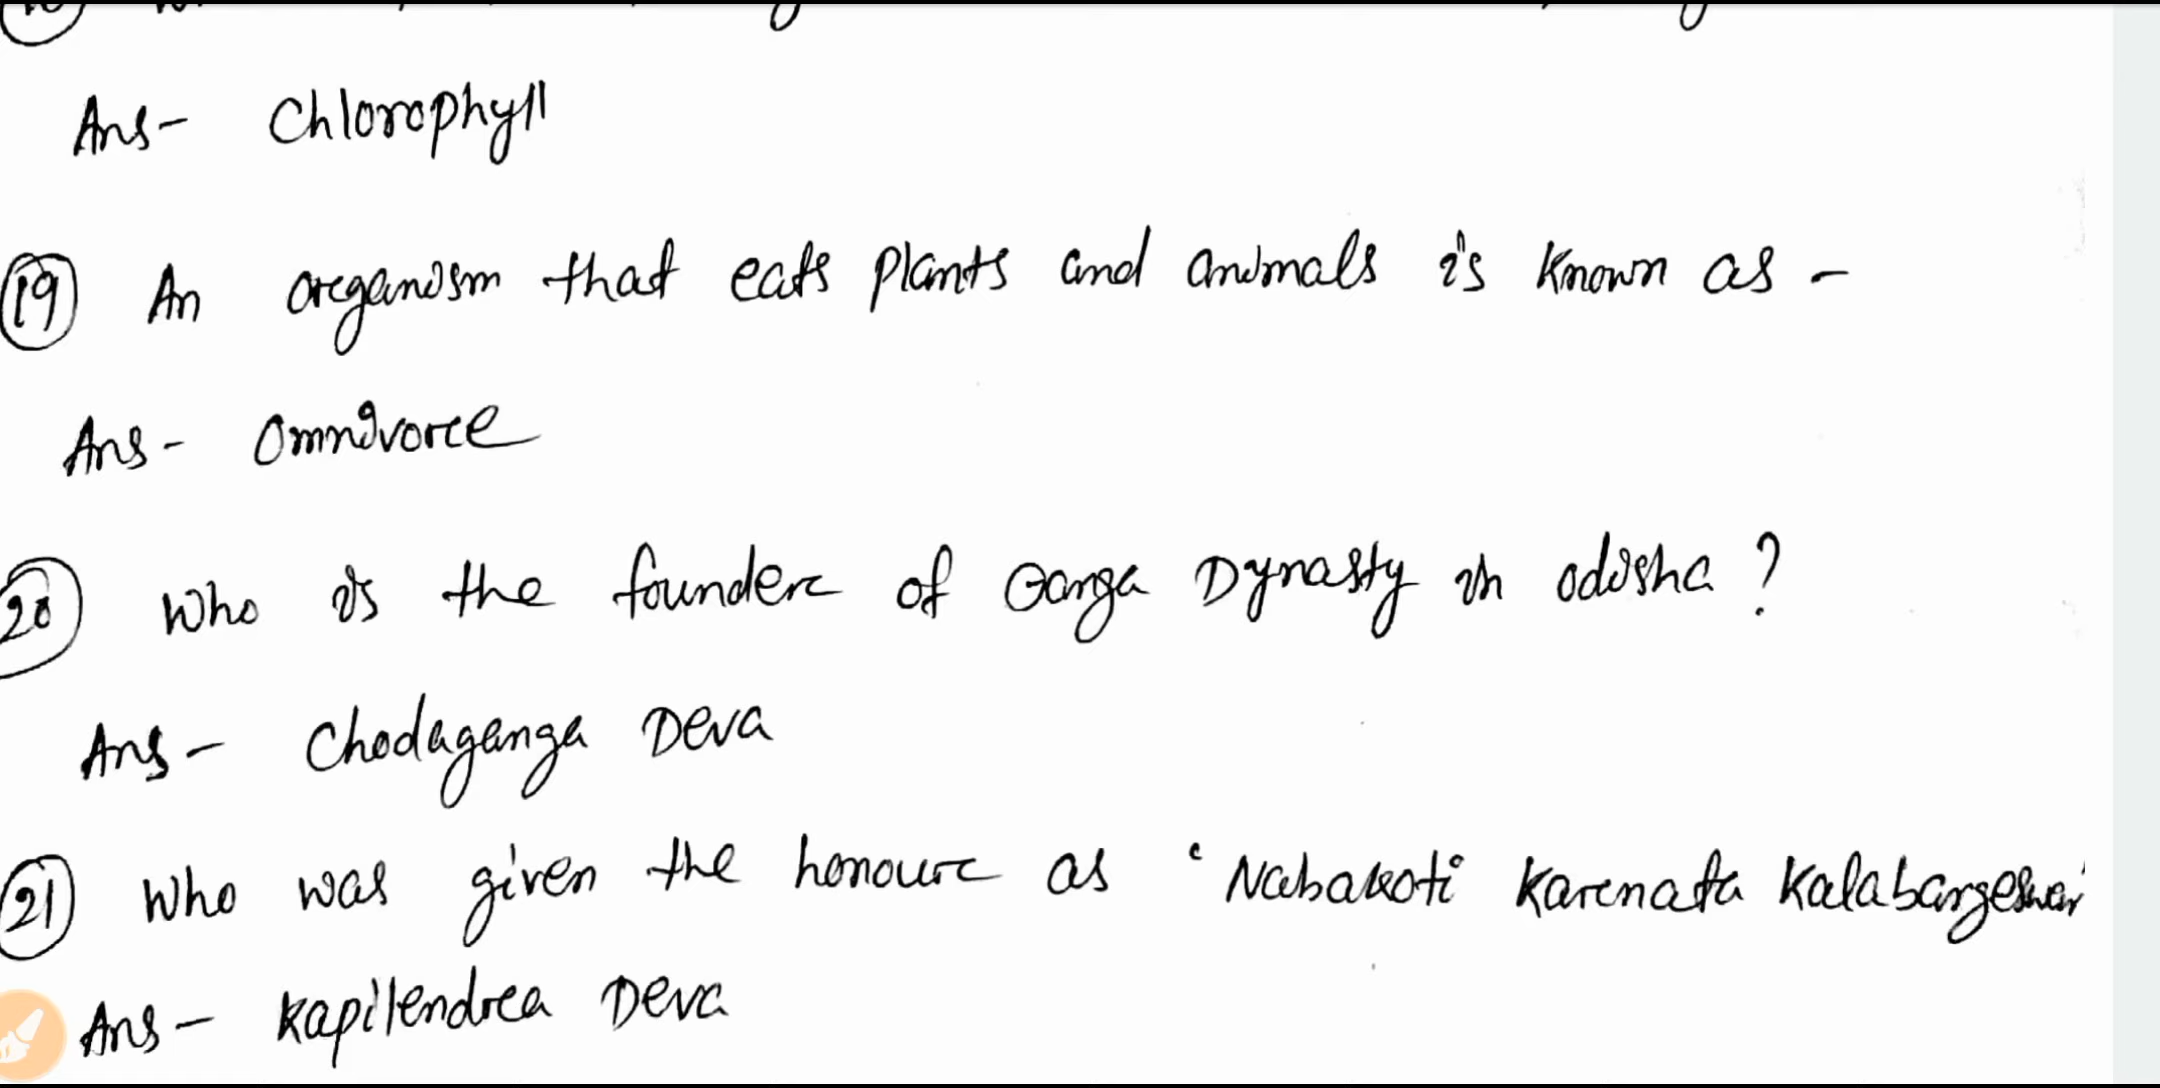 Ans- Chlorophyll
(19) An organism that eats plants and animals is known as -
Ans- Omnivore
(20) Who is the founder of Ganga Dynasty in odisha ?
Ans- Chodaganga Deva
(21) Who was given the honour as 'Nabakoti Karnata Kalabargeswar'
Ans- Kapilendra Deva